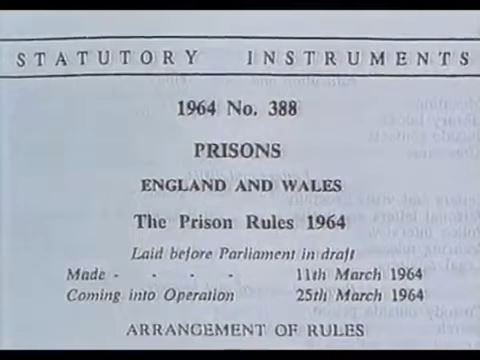 STATUTORY INSTRUMENTS
1964 No. 388
PRISONS
ENGLAND AND WALES
The Prison Rules 1964
Laid before Parliament in draft
Made - - - - 11th March 1964
Coming into Operation 25th March 1964
ARRANGEMENT OF RULES